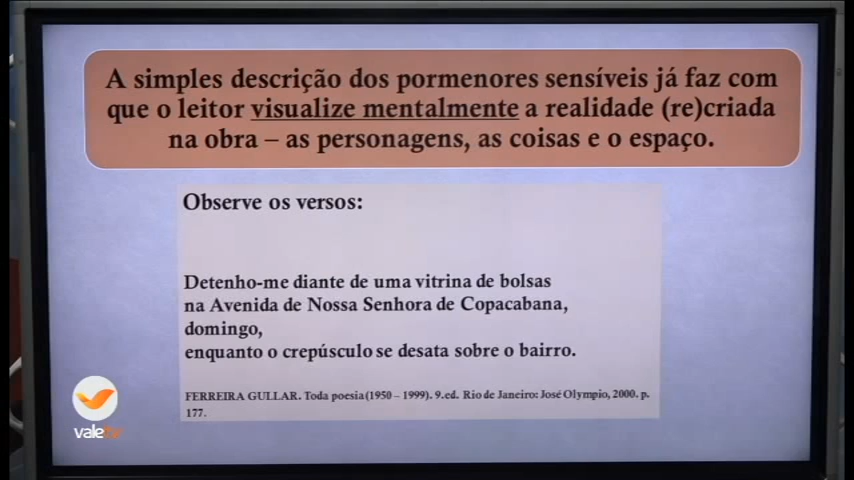 A simples descrição dos pormenores sensíveis já faz com
que o leitor visualize mentalmente a realidade (re)criada
na obra – as personagens, as coisas e o espaço.
Observe os versos:
Detenho-me diante de uma vitrina de bolsas
na Avenida de Nossa Senhora de Copacabana,
domingo,
enquanto o crepúsculo se desata sobre o bairro.
FERREIRA GULLAR. Toda poesia (1950 – 1999). 9.ed. Rio de Janeiro: José Olympio, 2000. p.
177.
valetv